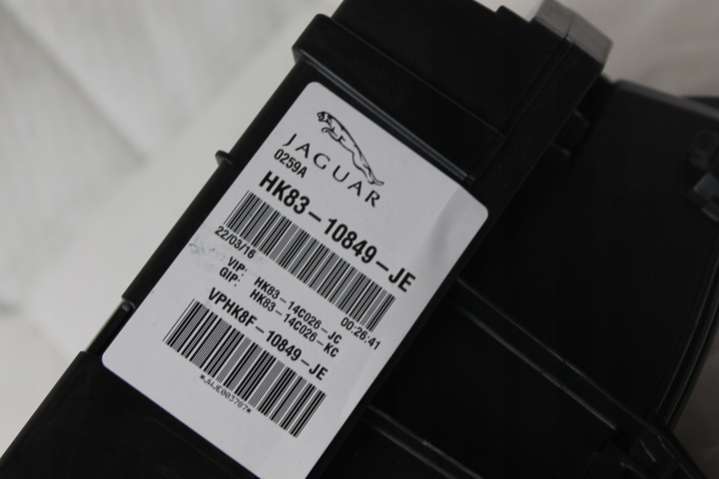 JAGUAR
0259A
HK83-10849-JE
22/03/16 00:26.41
VIP: HK83-14C026-JC
GIP: HK83-14C026-KC
VPHK8F-10849-JE